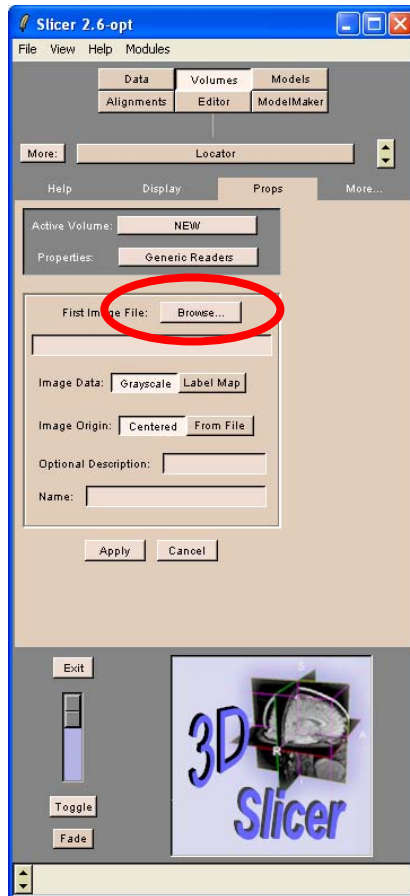 Slicer 2.6-opt
File View Help Modules
Data Volumes Models
Alignments Editor ModelMaker
More: Locator
Help Display Props More...
Active Volume: NEW
Properties: Generic Readers
First Image File: Browse...
Image Data: Grayscale Label Map
Image Origin: Centered From File
Optional Description:
Name:
Apply Cancel
Exit
Toggle
Fade
S
A
R
I
3D
Slicer